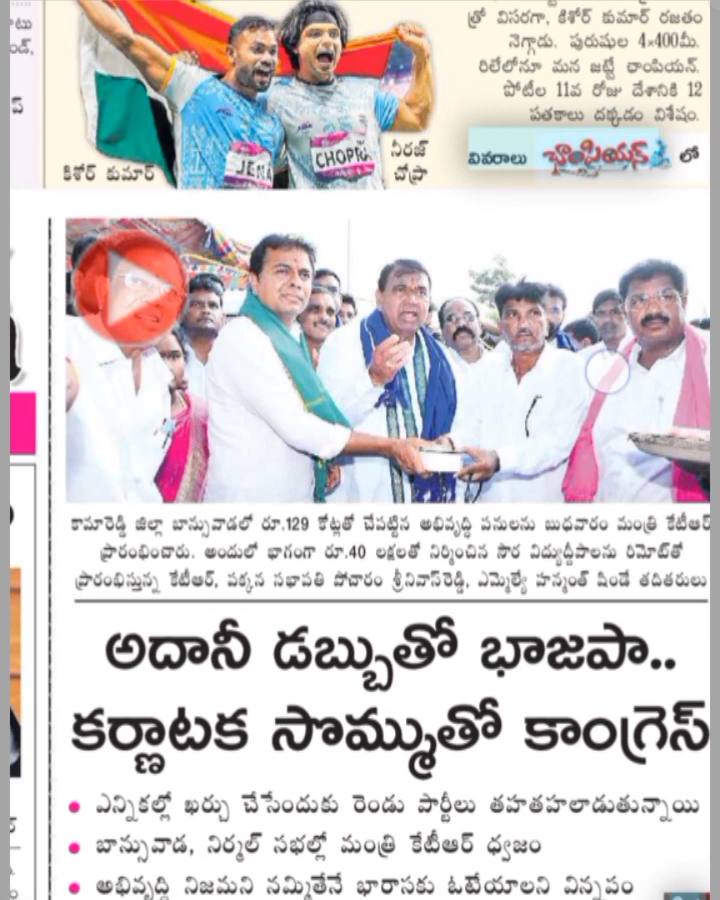 త్రో విసరగా, కిశోర్ కుమార్ రజతం
నెగ్గాడు. పురుషుల 4×400మీ.
రిలేలోనూ మన జట్టే ఛాంపియన్.
పోటీల 11వ రోజు దేశానికి 12
పతకాలు దక్కడం విశేషం.
వివరాలు ఛాంపియన్ లో
కిశోర్ కుమార్
JENA
CHOPRA
నీరజ్
చోప్రా
కామారెడ్డి జిల్లా బాన్సువాడలో రూ.129 కోట్లతో చేపట్టిన అభివృద్ధి పనులను బుధవారం మంత్రి కేటీఆర్
ప్రారంభించారు. అందులో భాగంగా రూ.40 లక్షలతో నిర్మించిన సౌర విద్యుద్దీపాలను రిమోట్‌తో
ప్రారంభిస్తున్న కేటీఆర్, పక్కన సభాపతి పోచారం శ్రీనివాస్‌రెడ్డి, ఎమ్మెల్యే హన్మంత్ షిండే తదితరులు
అదానీ డబ్బుతో భాజపా..
కర్ణాటక సొమ్ముతో కాంగ్రెస్
• ఎన్నికల్లో ఖర్చు చేసేందుకు రెండు పార్టీలు తహతహలాడుతున్నాయి
• బాన్సువాడ, నిర్మల్ సభల్లో మంత్రి కేటీఆర్ ధ్వజం
• అభివృద్ధి నిజమని నమ్మితేనే భారాసకు ఓటేయాలని విన్నపం